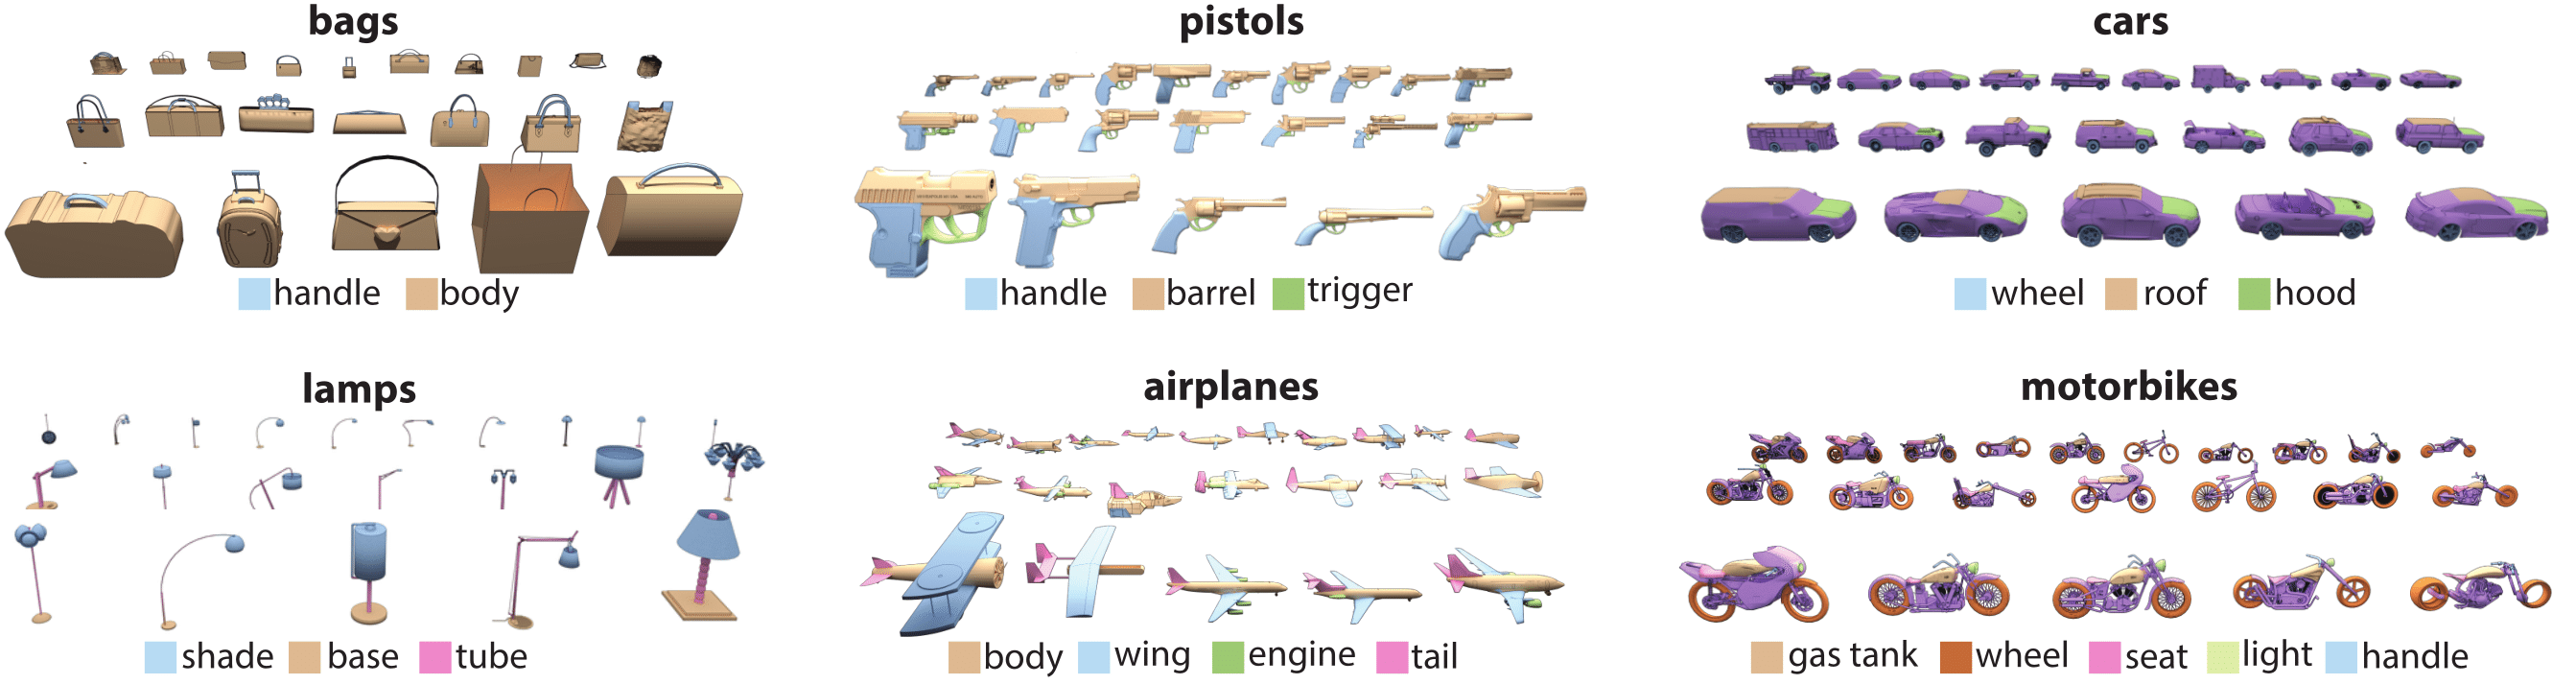 bags
handle body
pistols
handle barrel trigger
cars
wheel roof hood
lamps
shade base tube
airplanes
body wing engine tail
motorbikes
gas tank wheel seat light handle